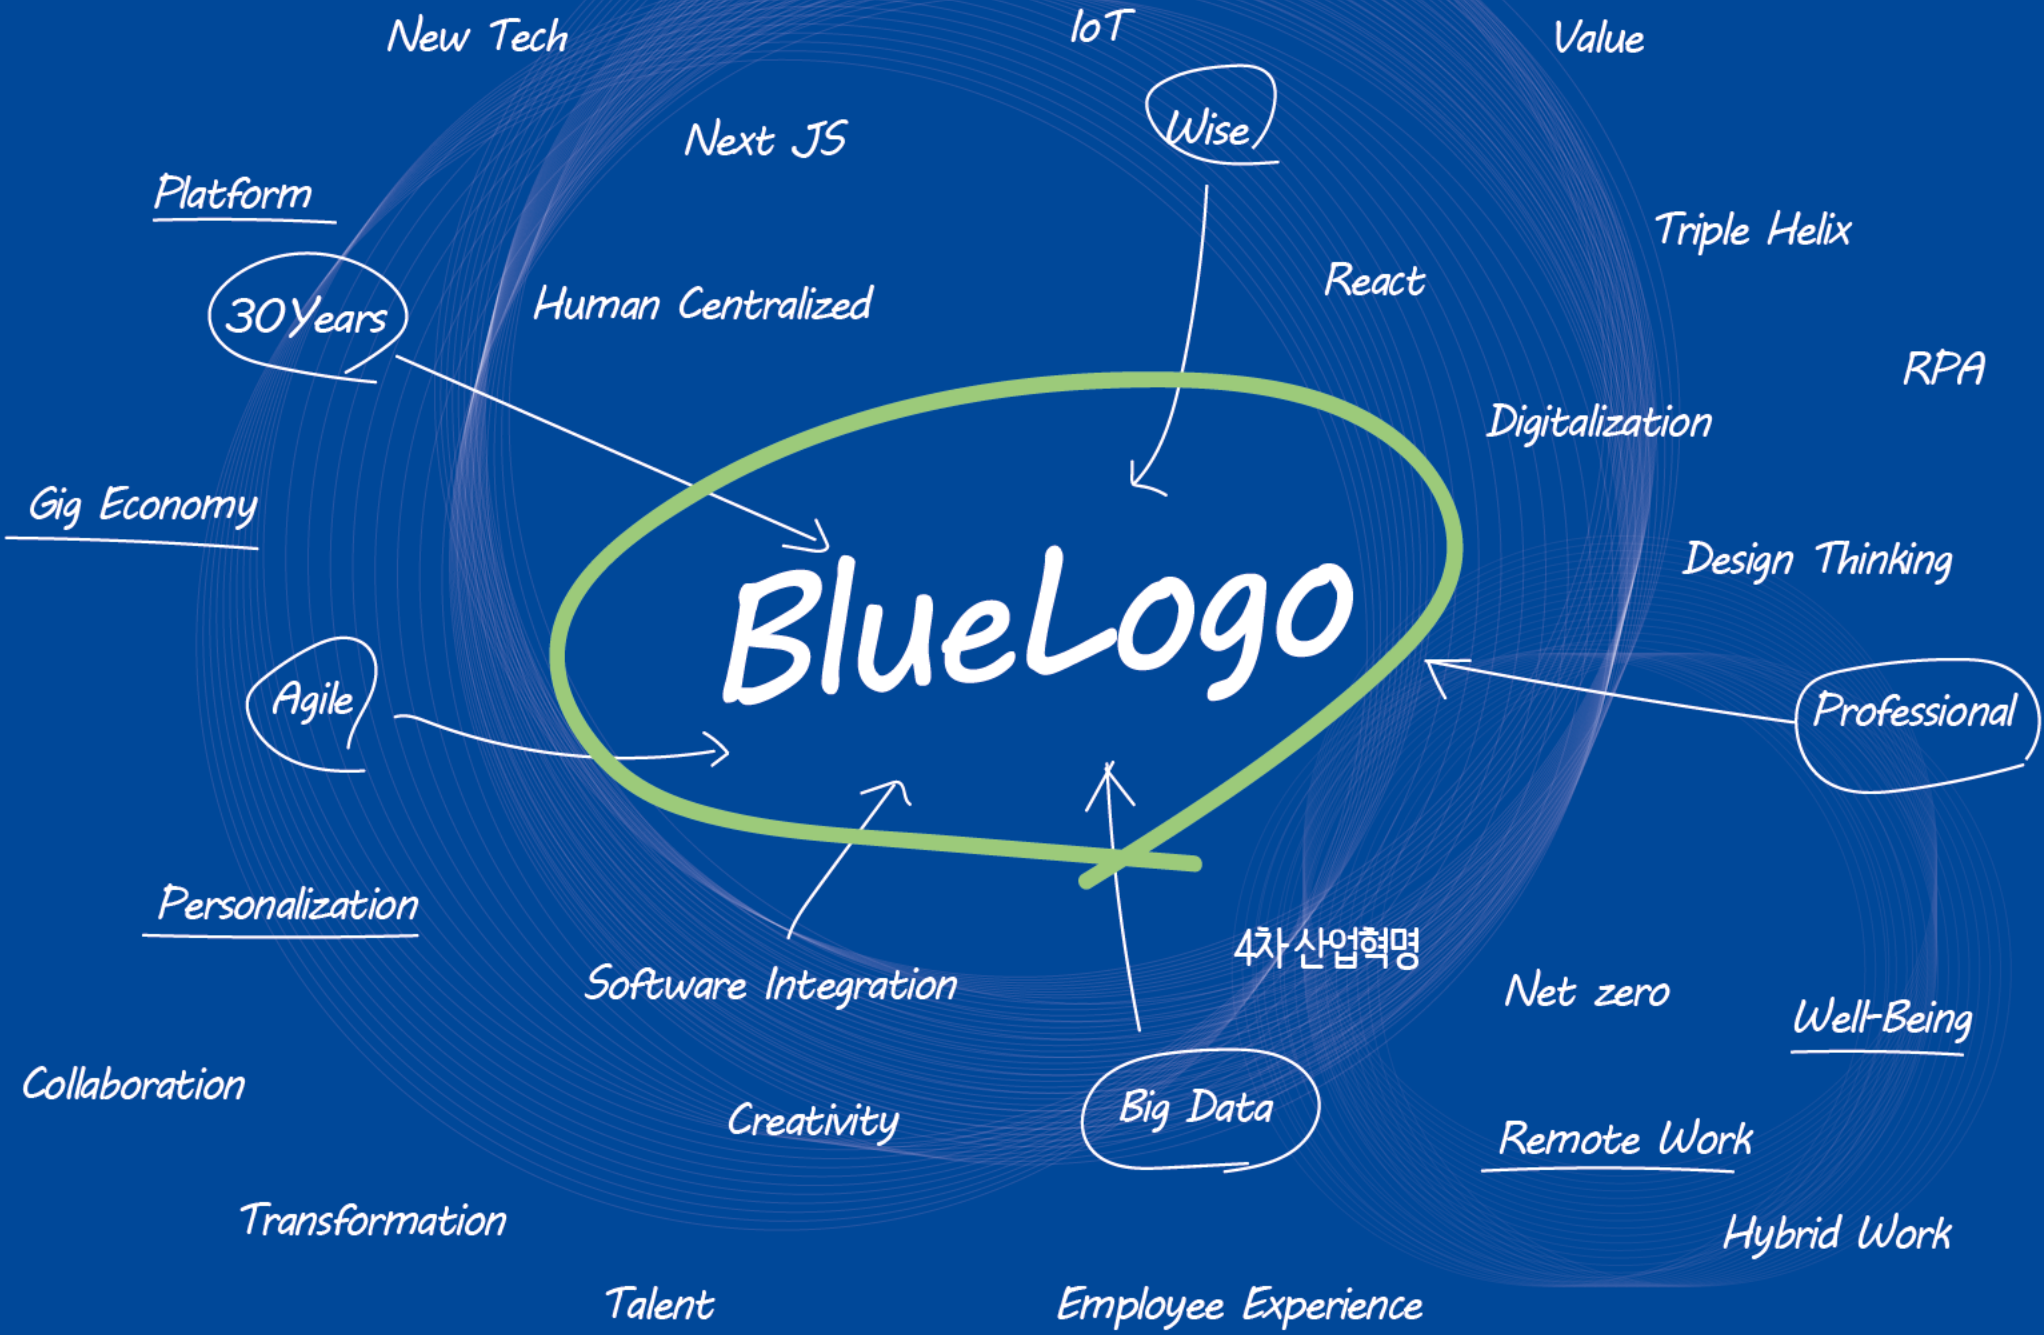 New Tech
IoT
Value
Next JS
Wise
Platform
Triple Helix
React
30Years
Human Centralized
RPA
Digitalization
Gig Economy
Design Thinking
BlueLogo
Agile
Professional
Personalization
4차 산업혁명
Software Integration
Net zero
Well-Being
Collaboration
Creativity
Big Data
Remote Work
Transformation
Hybrid Work
Talent
Employee Experience